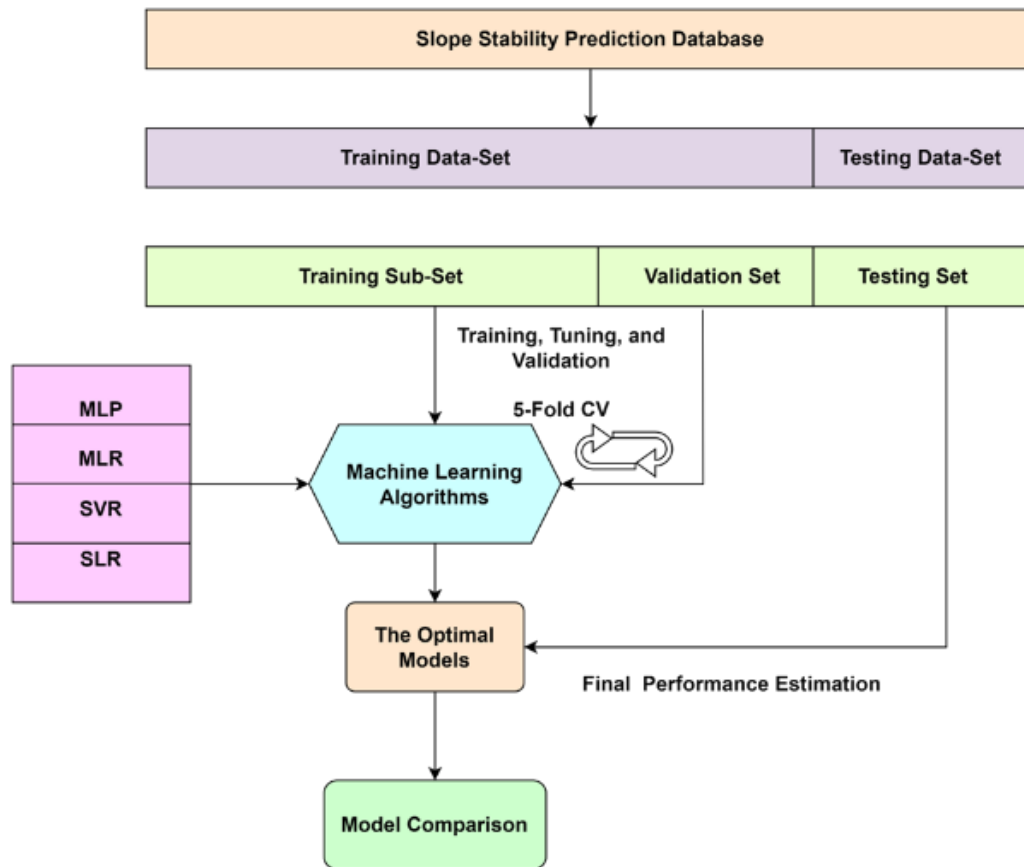 Slope Stability Prediction Database
Training Data-Set
Testing Data-Set
Training Sub-Set
Validation Set
Testing Set
Training, Tuning, and
Validation
5-Fold CV
MLP
MLR
SVR
SLR
Machine Learning
Algorithms
The Optimal
Models
Final Performance Estimation
Model Comparison